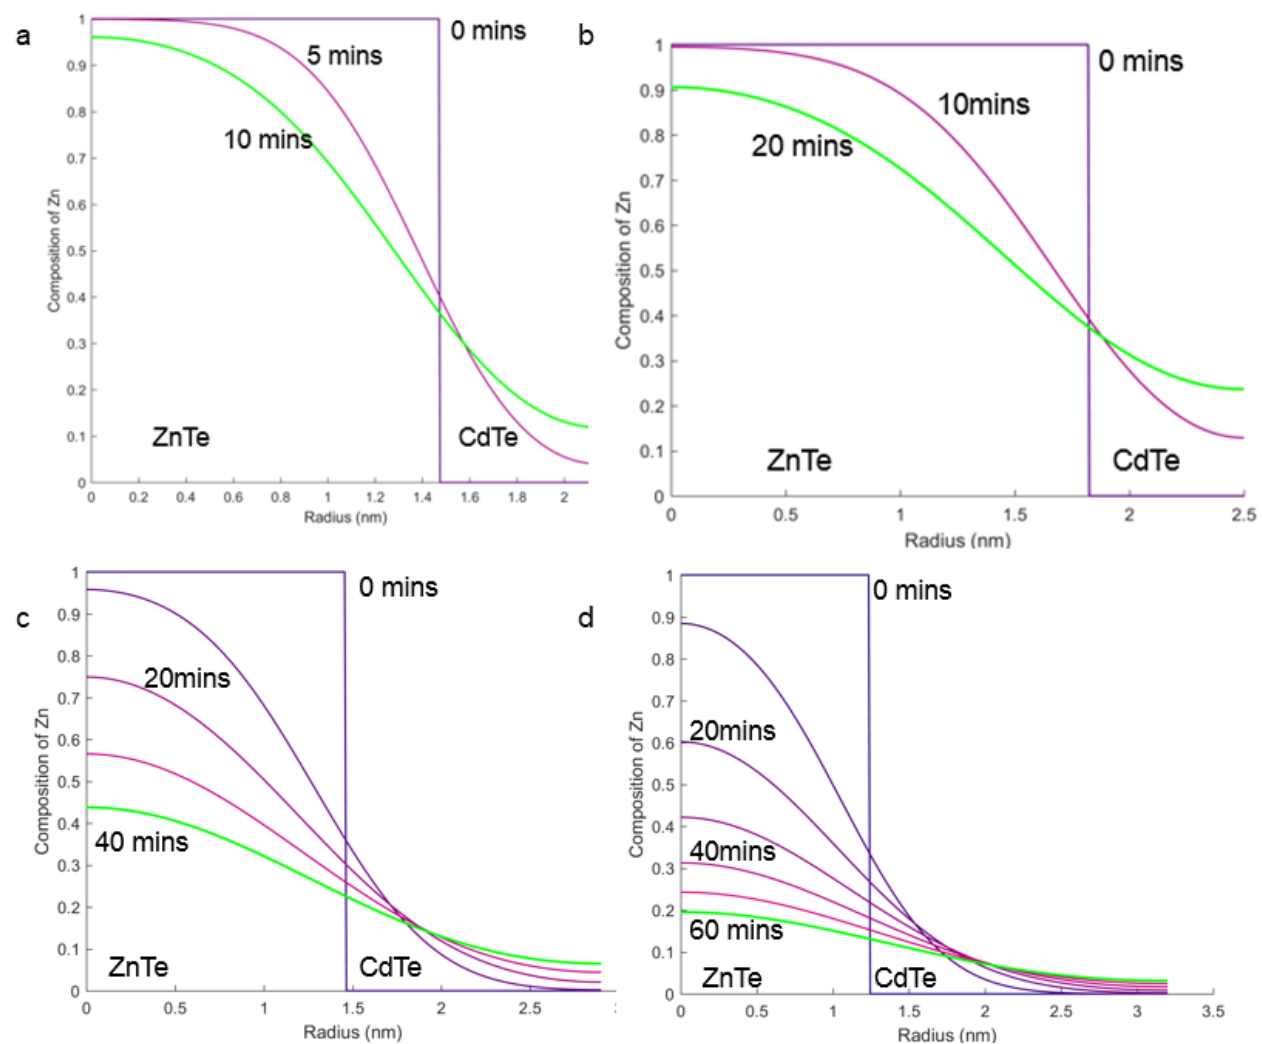 a
1
0.9
0.8
0.7
0.6
0.5
0.4
0.3
0.2
0.1
0
Composition of Zn
0 mins
5 mins
10 mins
ZnTe
CdTe
0 0.2 0.4 0.6 0.8 1 1.2 1.4 1.6 1.8 2
Radius (nm)
b
1
0.9
0.8
0.7
0.6
0.5
0.4
0.3
0.2
0.1
0
Composition of Zn
0 mins
10mins
20 mins
ZnTe
CdTe
0 0.5 1 1.5 2 2.5
Radius (nm)
c
1
0.9
0.8
0.7
0.6
0.5
0.4
0.3
0.2
0.1
0
Composition of Zn
0 mins
20mins
40 mins
ZnTe
CdTe
0 0.5 1 1.5 2 2.5
Radius (nm)
d
1
0.9
0.8
0.7
0.6
0.5
0.4
0.3
0.2
0.1
0
Composition of Zn
0 mins
20mins
40mins
60 mins
ZnTe
CdTe
0 0.5 1 1.5 2 2.5 3 3.5
Radius (nm)